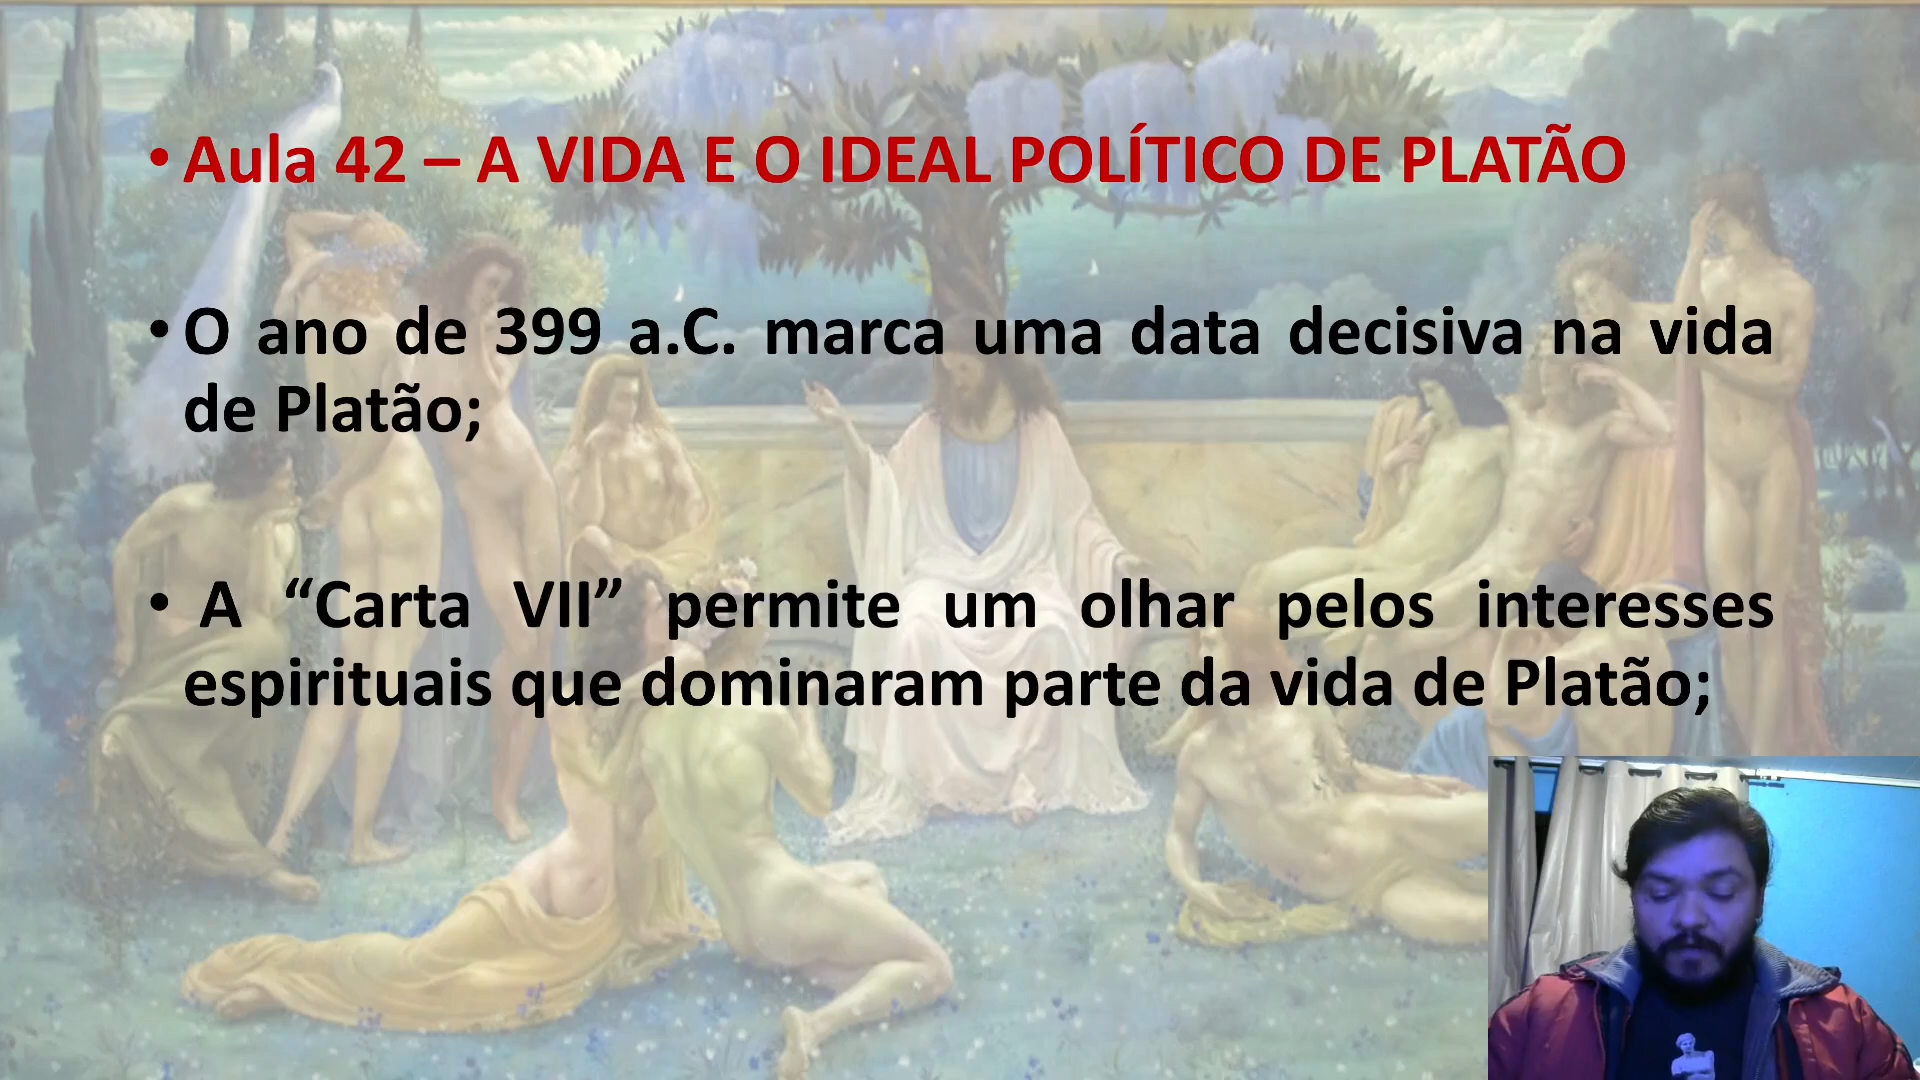 • Aula 42 – A VIDA E O IDEAL POLÍTICO DE PLATÃO
• O ano de 399 a.C. marca uma data decisiva na vida
de Platão;
• A “Carta VII” permite um olhar pelos interesses
espirituais que dominaram parte da vida de Platão;